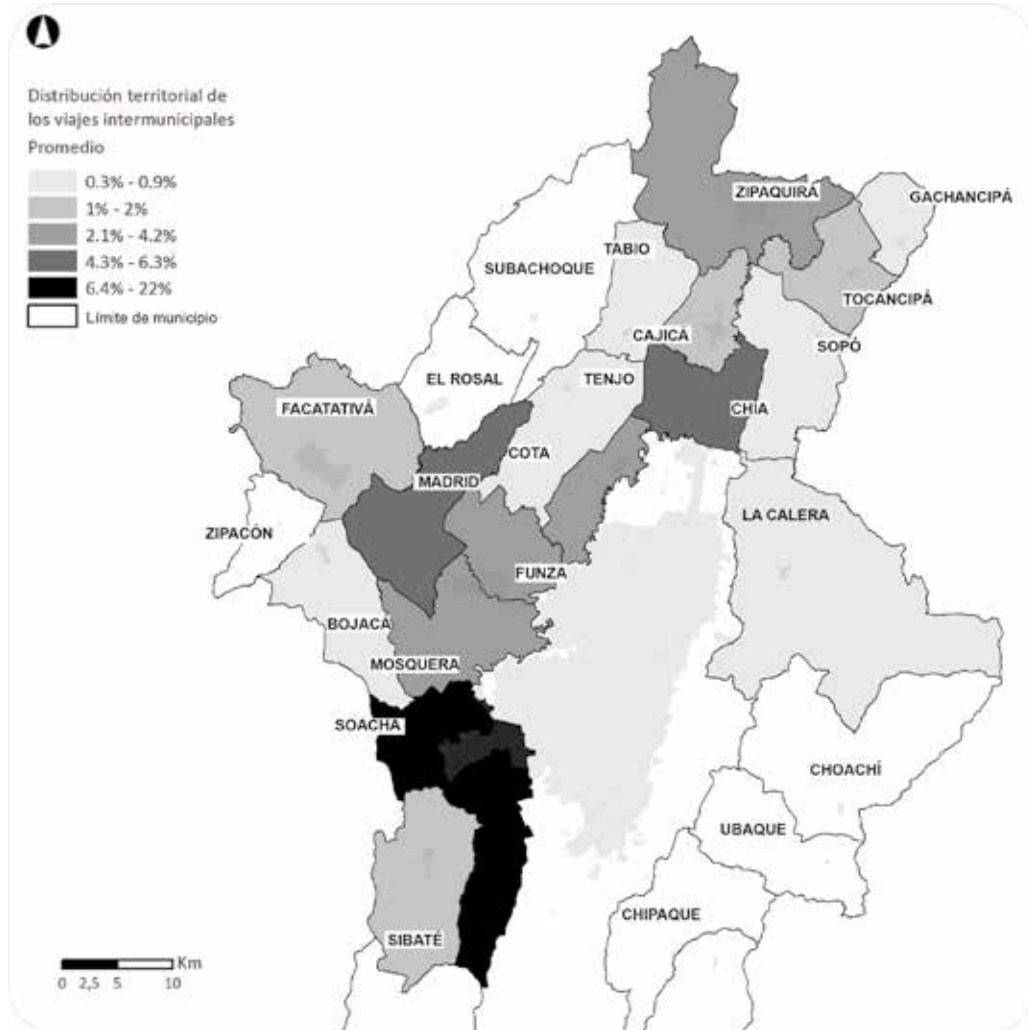 Distribución territorial de
los viajes intermunicipales
Promedio
0.3% - 0.9%
1% - 2%
2.1% - 4.2%
4.3% - 6.3%
6.4% - 22%
Límite de municipio
ZIPAQUIRÁ
GACHANCIPÁ
TABIO
SUBACHOQUE
TOCANCIPÁ
CAJICÁ
SOPÓ
EL ROSAL
TENJO
FACATATIVÁ
CHÍA
COTA
MADRID
LA CALERA
ZIPACÓN
FUNZA
BOJACÁ
MOSQUERA
SOACHA
CHOACHÍ
UBAQUE
CHIPAQUE
SIBATÉ
Km
0 2,5 5 10